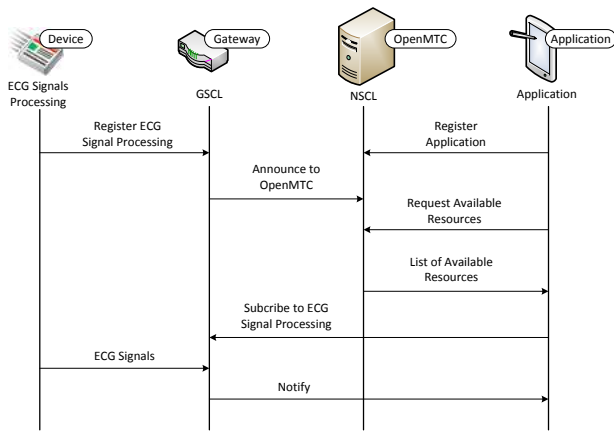 Device
Gateway
OpenMTC
Application
ECG Signals
Processing
GSCL
NSCL
Application
Register ECG
Signal Processing
Register
Application
Announce to
OpenMTC
Request Available
Resources
List of Available
Resources
Subcribe to ECG
Signal Processing
ECG Signals
Notify